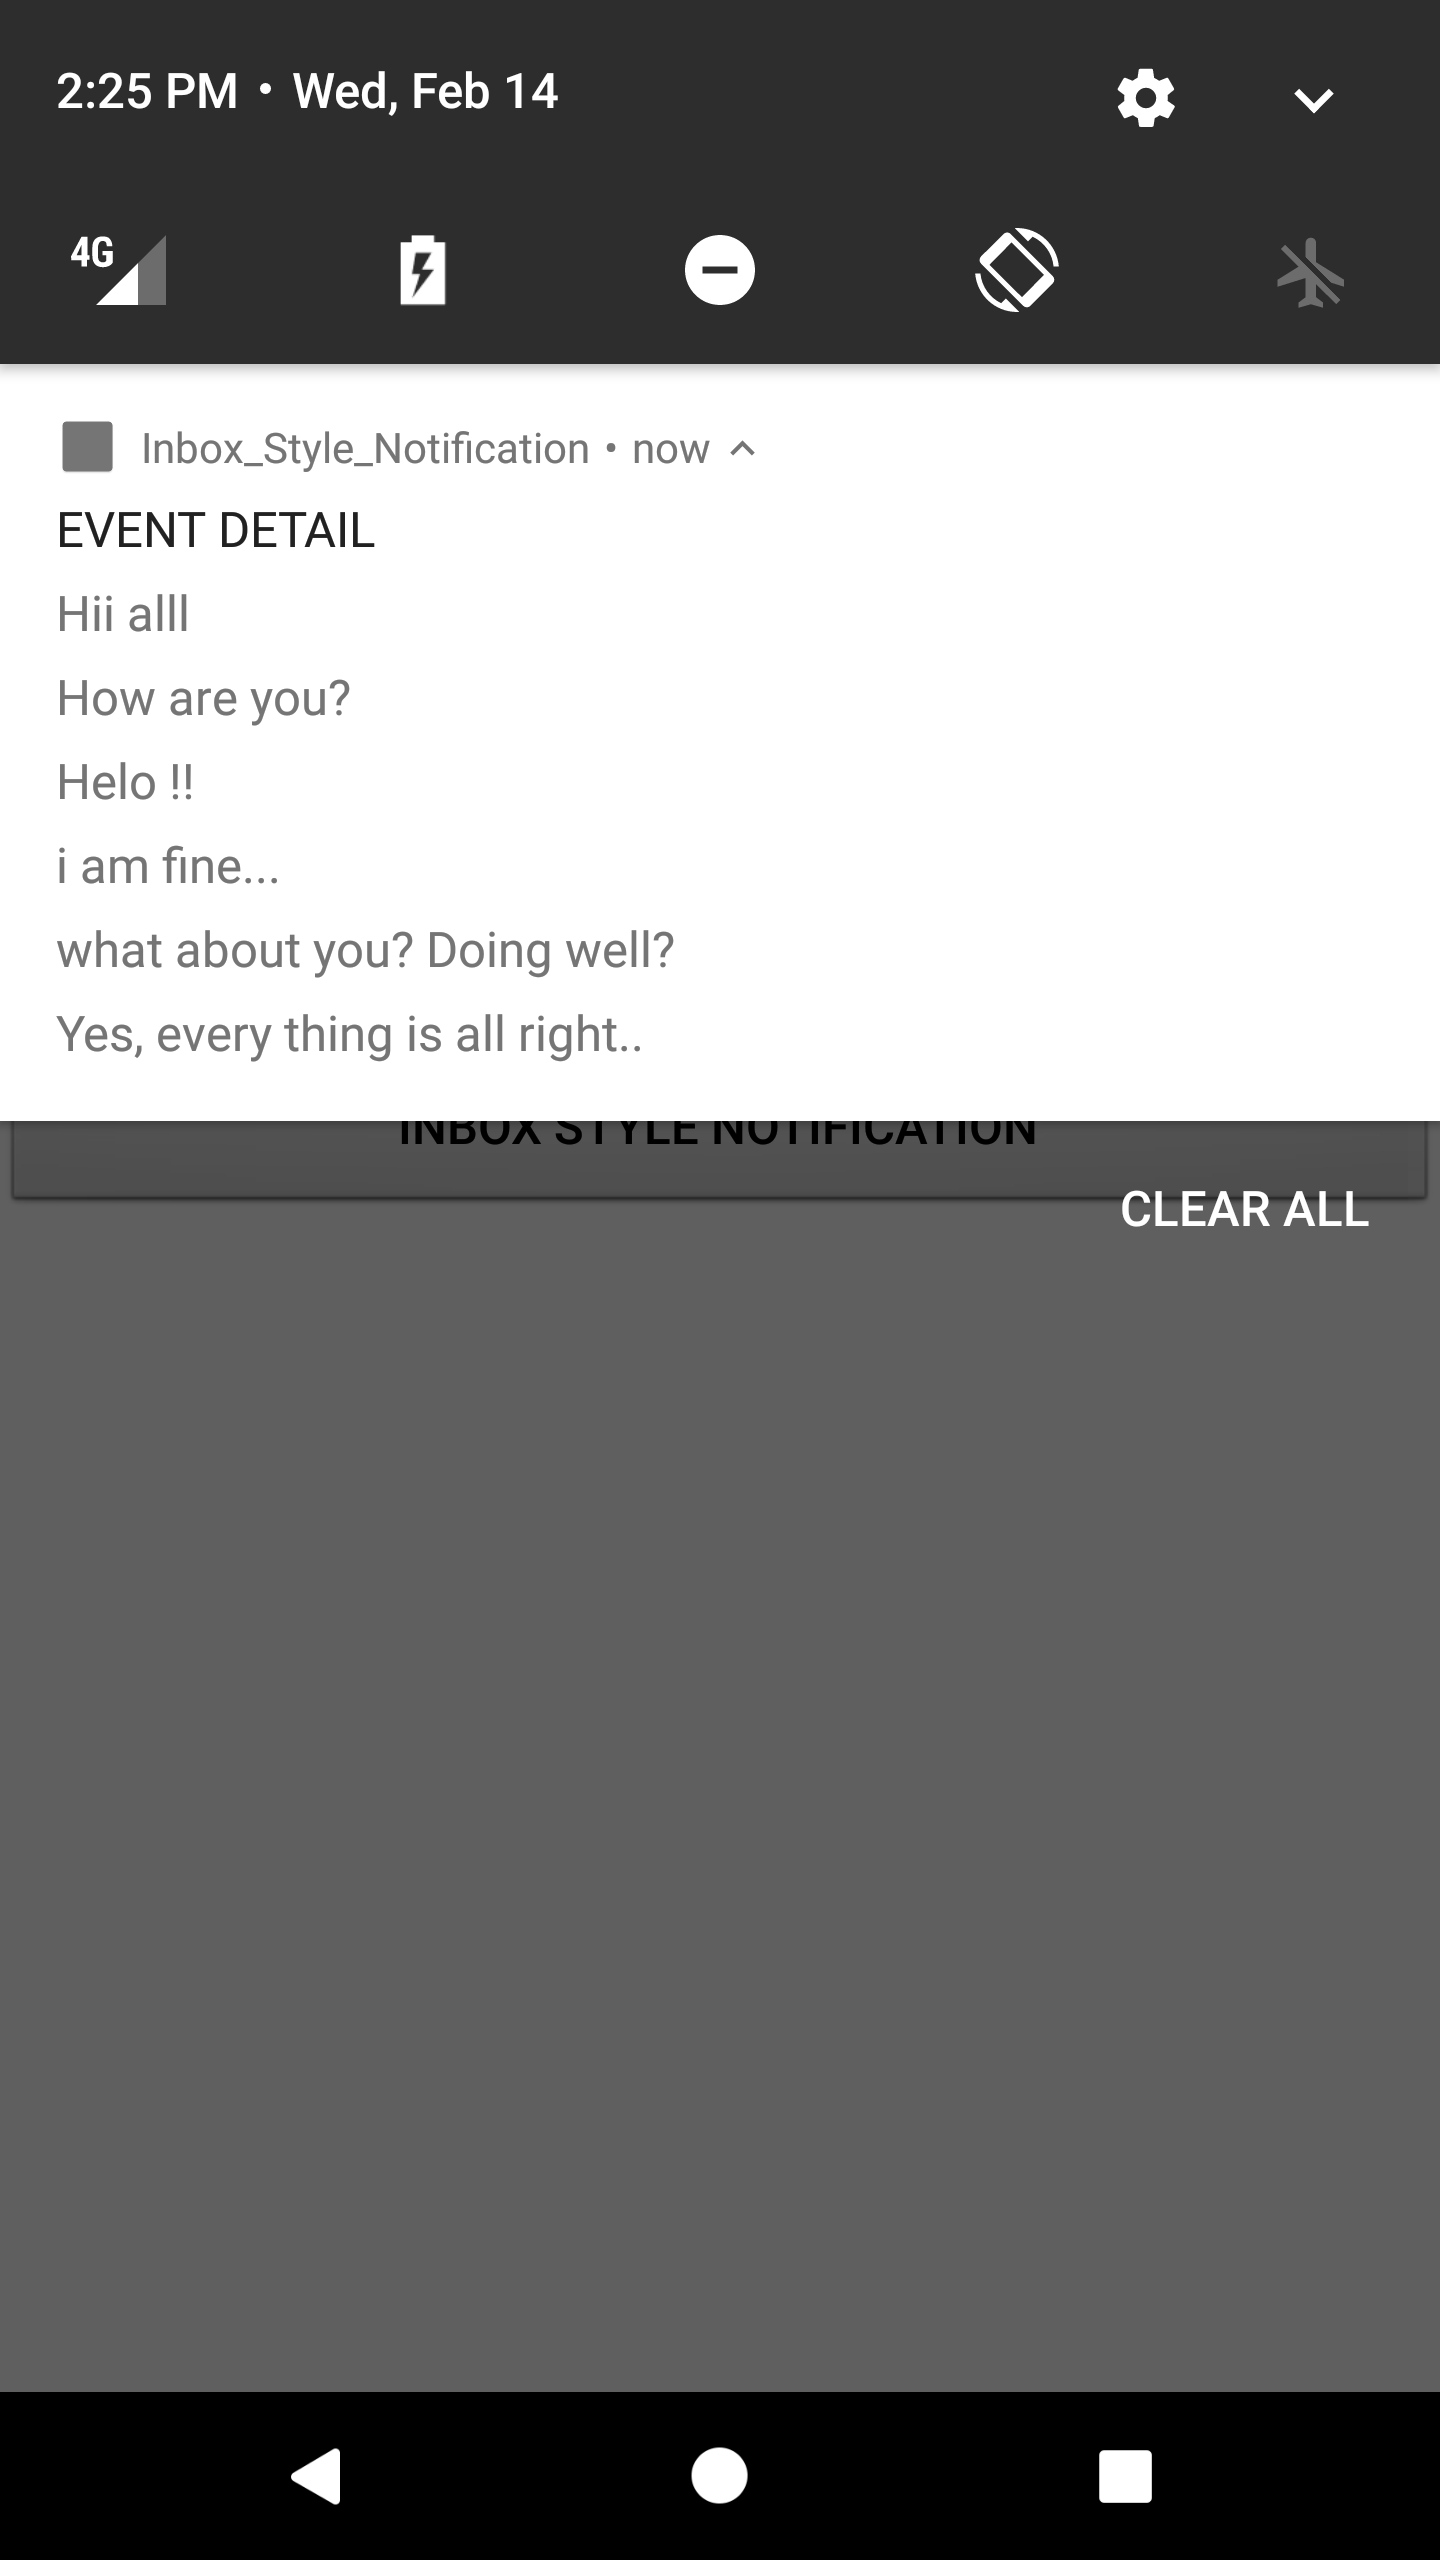 2:25 PM • Wed, Feb 14
4G
Inbox_Style_Notification • now
EVENT DETAIL
Hii alll
How are you?
Helo !!
i am fine...
what about you? Doing well?
Yes, every thing is all right..
INBOX STYLE NOTIFICATION
CLEAR ALL